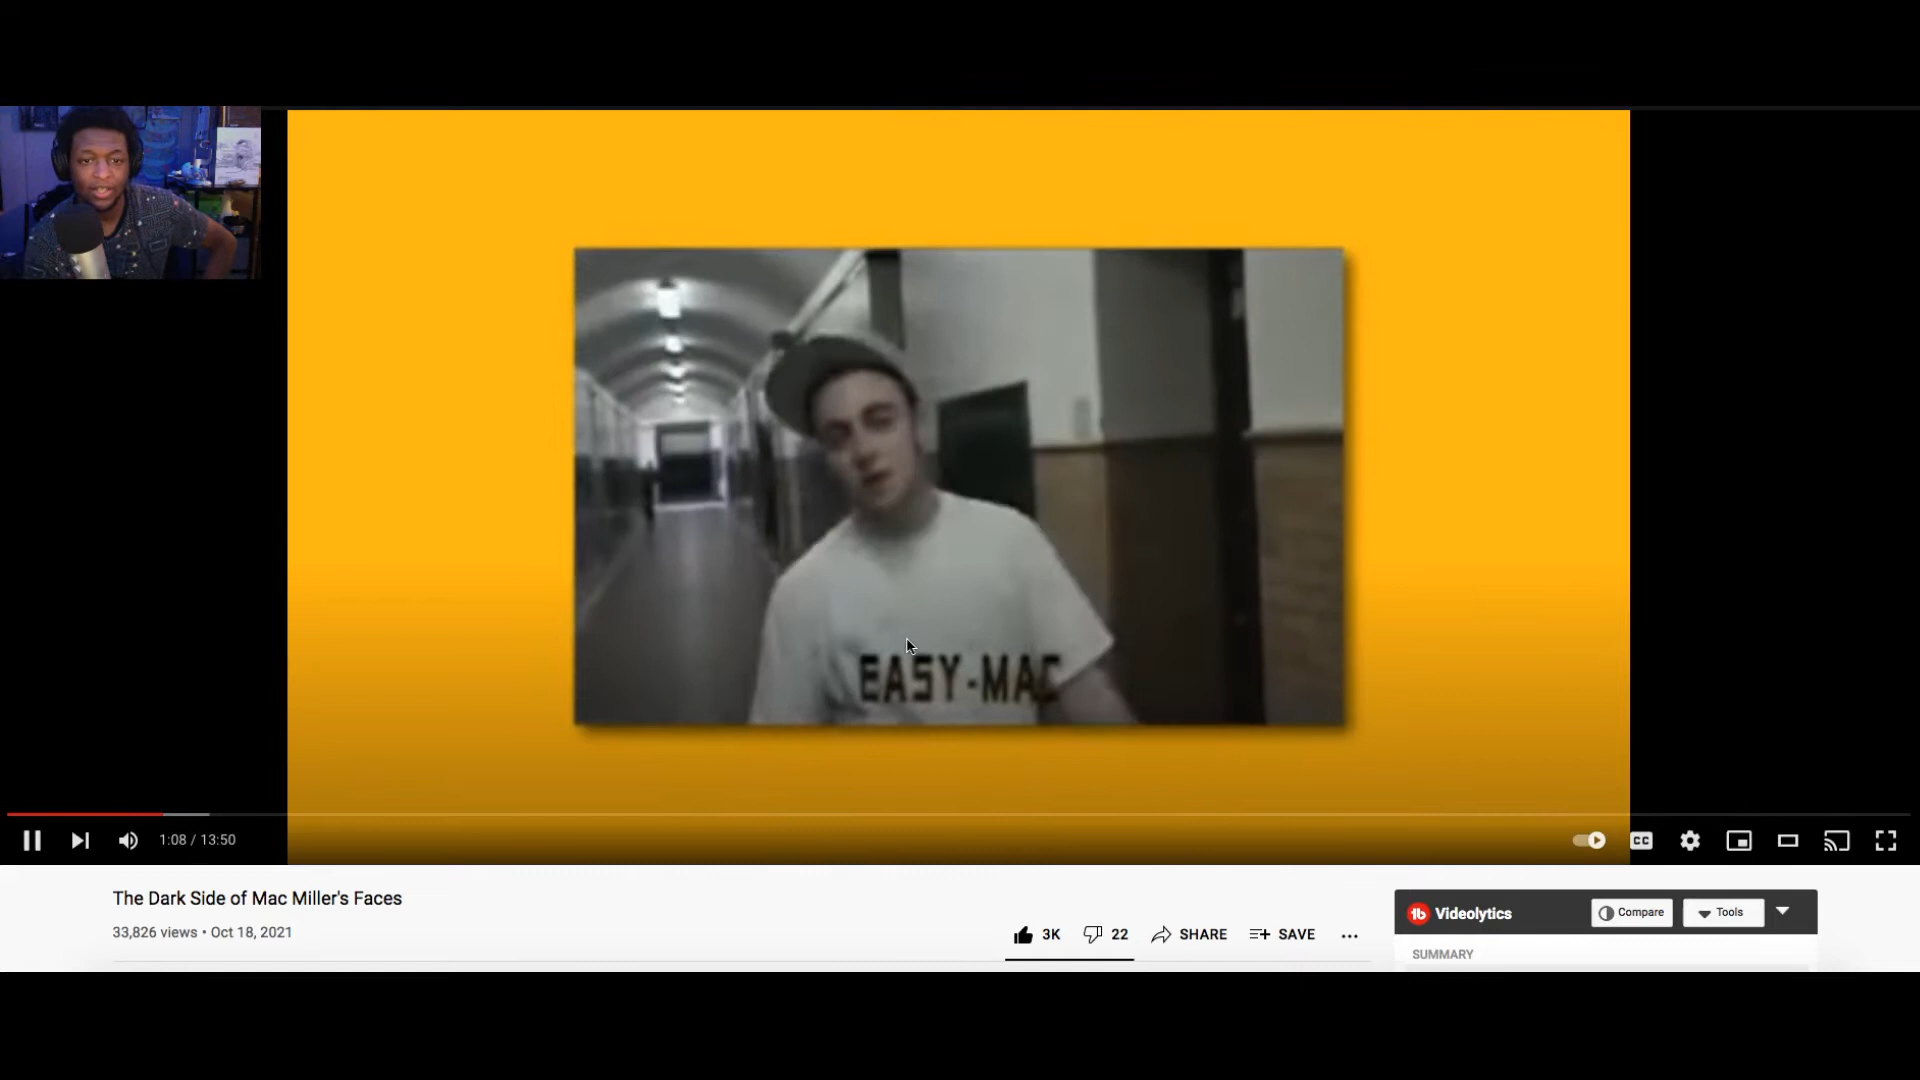 EASY-MAC
1:08 / 13:50
CC
The Dark Side of Mac Miller's Faces
33,826 views • Oct 18, 2021
3K
22
SHARE
SAVE
Videolytics
Compare
Tools
SUMMARY